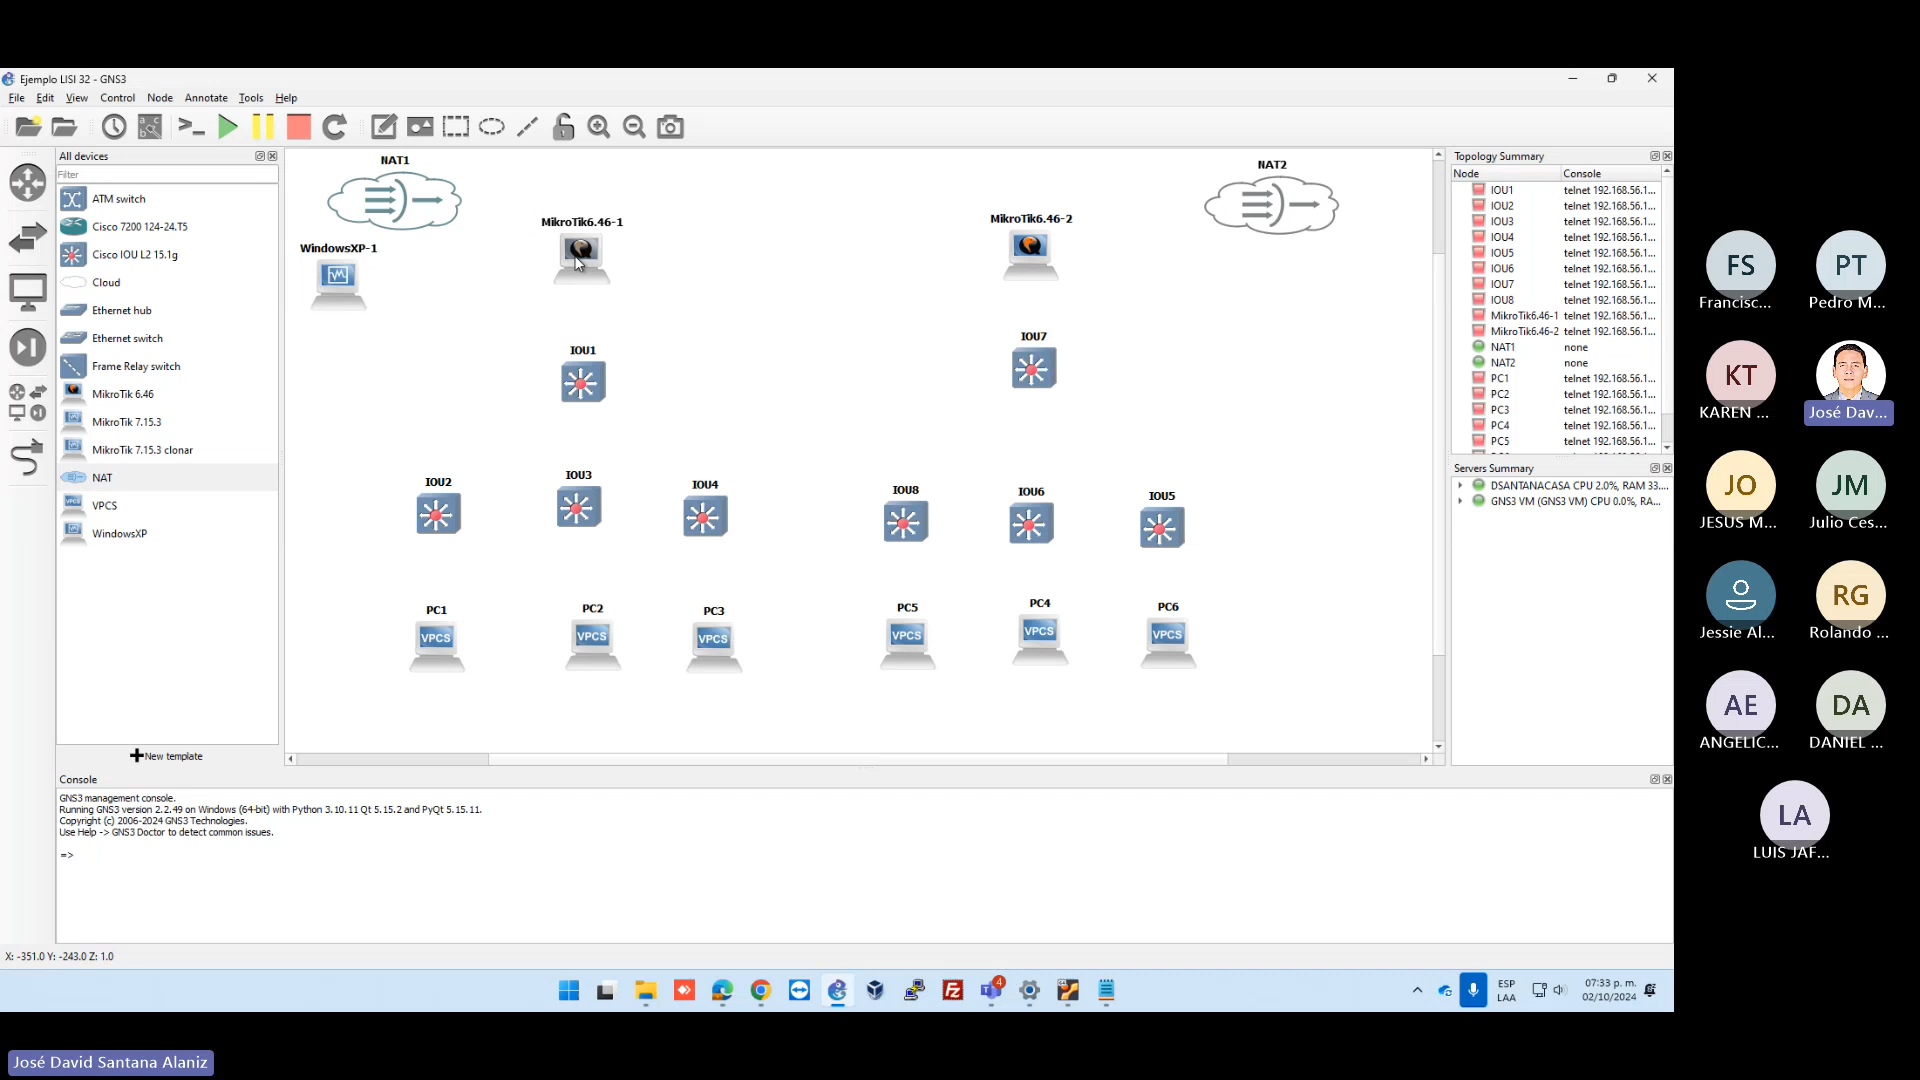 Ejemplo LISI 32 - GNS3
File Edit View Control Node Annotate Tools Help
All devices
Filter
ATM switch
Cisco 7200 124-24.T5
Cisco IOU L2 15.1g
Cloud
Ethernet hub
Ethernet switch
Frame Relay switch
MikroTik 6.46
MikroTik 7.15.3
MikroTik 7.15.3 clonar
NAT
VPCS
WindowsXP
New template
NAT1
NAT2
MikroTik6.46-1
MikroTik6.46-2
WindowsXP-1
IOU1
IOU7
IOU2
IOU3
IOU4
IOU8
IOU6
IOU5
PC1
PC2
PC3
PC5
PC4
PC6
VPCS
VPCS
VPCS
VPCS
VPCS
VPCS
Topology Summary
Node Console
IOU1 telnet 192.168.56.1...
IOU2 telnet 192.168.56.1...
IOU3 telnet 192.168.56.1...
IOU4 telnet 192.168.56.1...
IOU5 telnet 192.168.56.1...
IOU6 telnet 192.168.56.1...
IOU7 telnet 192.168.56.1...
IOU8 telnet 192.168.56.1...
MikroTik6.46-1 telnet 192.168.56.1...
MikroTik6.46-2 telnet 192.168.56.1...
NAT1 none
NAT2 none
PC1 telnet 192.168.56.1...
PC2 telnet 192.168.56.1...
PC3 telnet 192.168.56.1...
PC4 telnet 192.168.56.1...
PC5 telnet 192.168.56.1...
Servers Summary
DSANTANACASA CPU 2.0%, RAM 33....
GNS3 VM (GNS3 VM) CPU 0.0%, RA...
Console
GNS3 management console.
Running GNS3 version 2.2.49 on Windows (64-bit) with Python 3.10.11 Qt 5.15.2 and PyQt 5.15.11.
Copyright (c) 2006-2024 GNS3 Technologies.
Use Help -> GNS3 Doctor to detect common issues.
=>
X: -351.0 Y: -243.0 Z: 1.0
4
ESP
LAA
07:33 p. m.
02/10/2024
FS
Francisc...
PT
Pedro M...
KT
KAREN ...
José Dav...
JO
JESUS M...
JM
Julio Ces...
Jessie Al...
RG
Rolando ...
AE
ANGELIC...
DA
DANIEL ...
LA
LUIS JAF...
José David Santana Alaniz